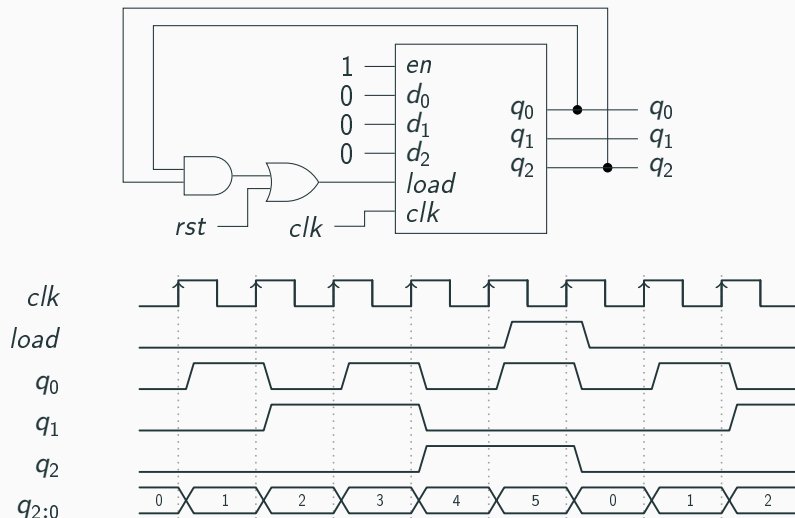 1 en
0 d₀
0 d₁
0 d₂
load
clk
q₀ q₀
q₁ q₁
q₂ q₂
rst
clk
clk
load
q₀
q₁
q₂
q₂:₀ 0 1 2 3 4 5 0 1 2